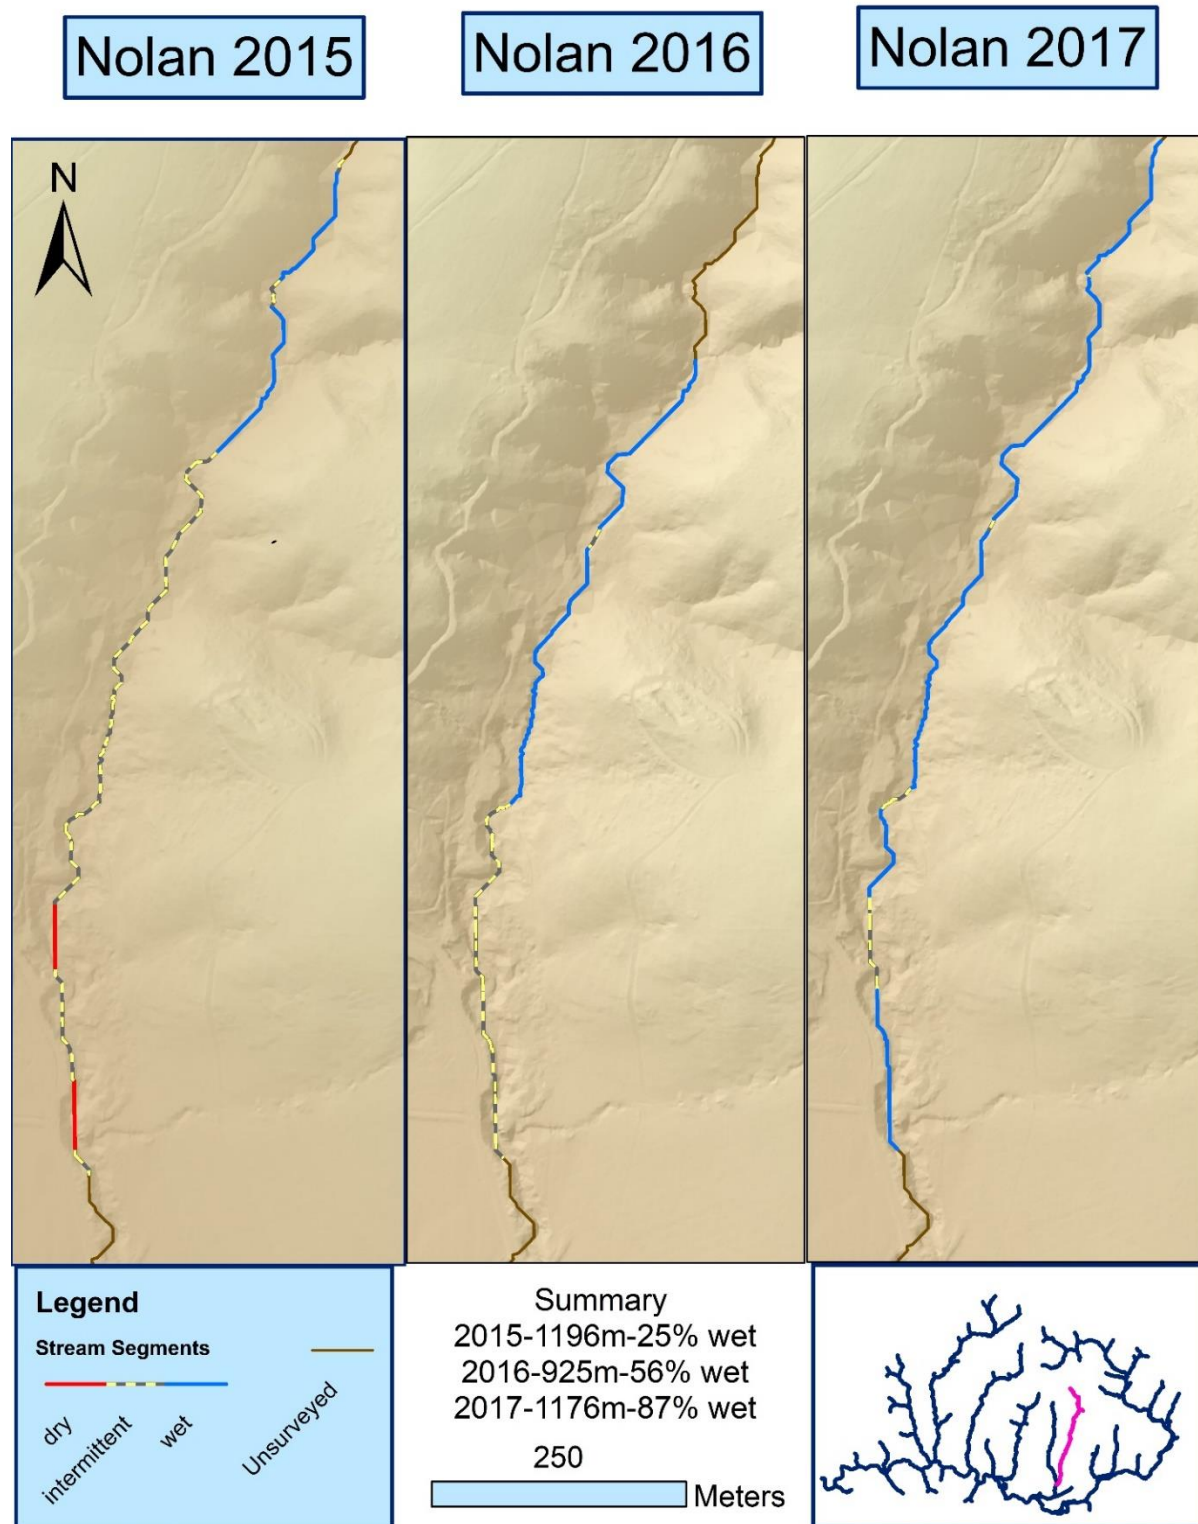 Nolan 2015
Nolan 2016
Nolan 2017
N
Legend
Stream Segments
dry
intermittent
wet
Unsurveyed
Summary
2015-1196m-25% wet
2016-925m-56% wet
2017-1176m-87% wet
250
Meters